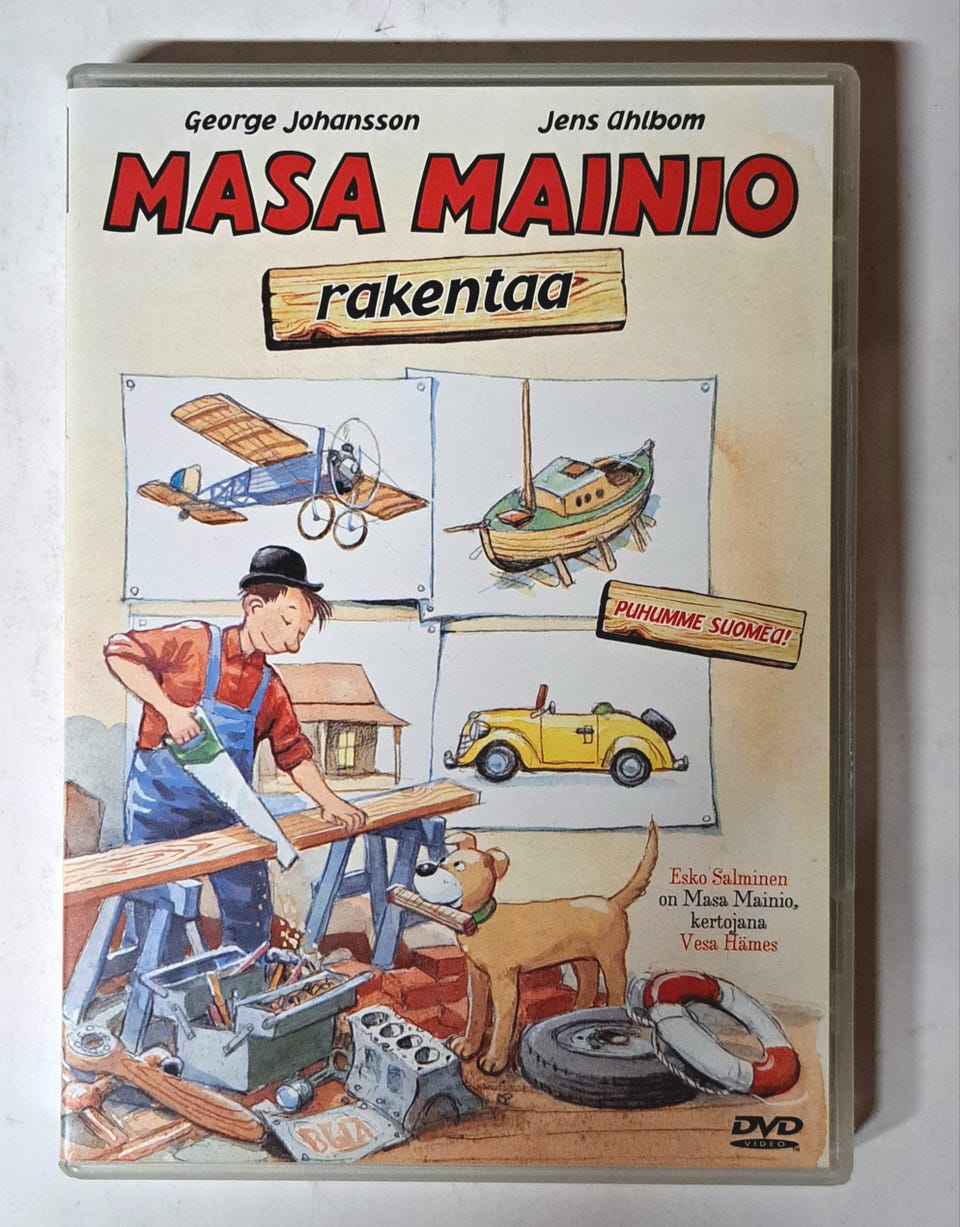 George Johansson
Jens Ahlbom
MASA MAINIO
rakentaa
PUHUMME SUOMEA!
Esko Salminen
on Masa Mainio,
kertojana
Vesa Hämes
DVD
VIDEO